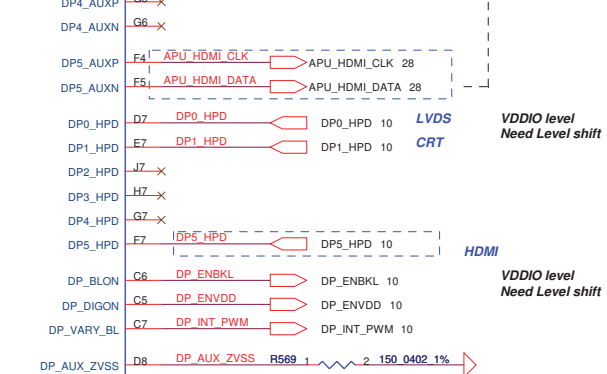 DP4_AUXP
DP4_AUXN G6
DP5_AUXP F4 APU_HDMI_CLK APU_HDMI_CLK 28
DP5_AUXN F5 APU_HDMI_DATA APU_HDMI_DATA 28
DP0_HPD D7 DP0_HPD DP0_HPD 10 LVDS VDDIO level
Need Level shift
DP1_HPD E7 DP1_HPD DP1_HPD 10 CRT
DP2_HPD J7
DP3_HPD H7
DP4_HPD G7
DP5_HPD F7 DP5_HPD DP5_HPD 10 HDMI
DP_BLON C6 DP_ENBKL DP_ENBKL 10 VDDIO level
Need Level shift
DP_DIGON C5 DP_ENVDD DP_ENVDD 10
DP_VARY_BL C7 DP_INT_PWM DP_INT_PWM 10
DP_AUX_ZVSS D8 DP_AUX_ZVSS R569 1 2 150_0402_1%